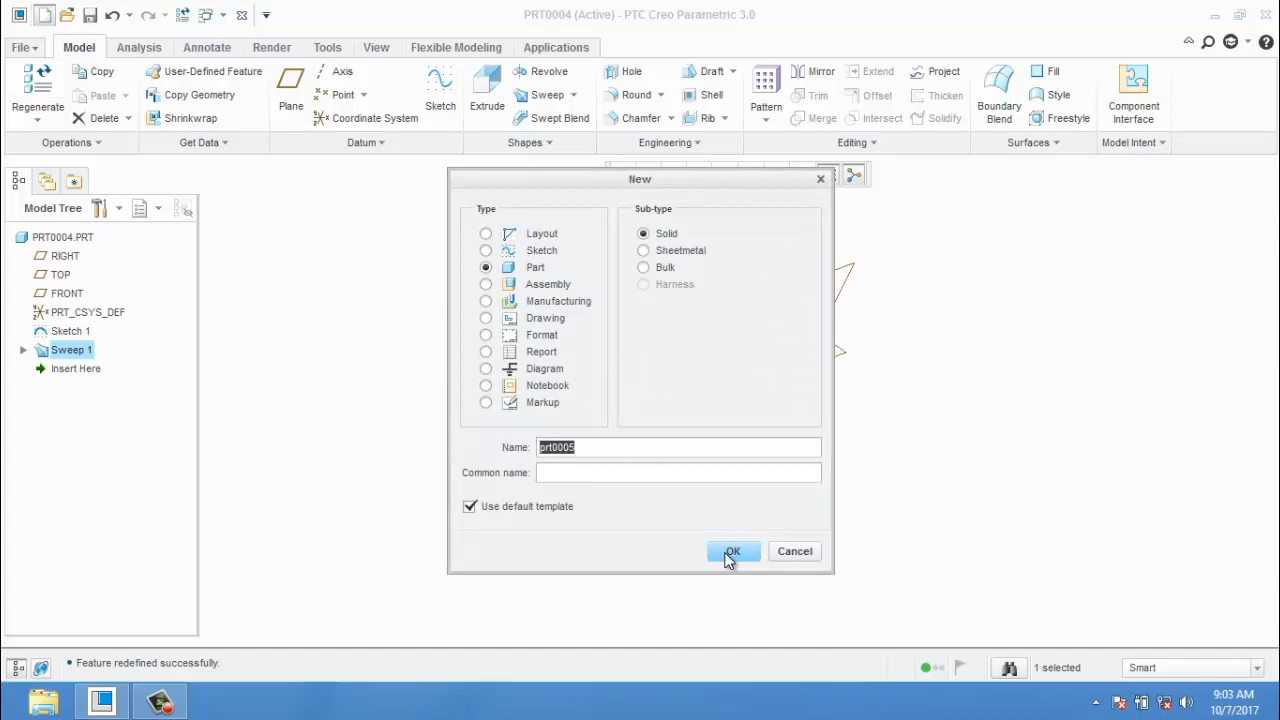 PRT0004 (Active) - PTC Creo Parametric 3.0
File Model Analysis Annotate Render Tools View Flexible Modeling Applications
Regenerate
Copy
Paste
Delete
User-Defined Feature
Copy Geometry
Shrinkwrap
Plane
Axis
Point
Coordinate System
Sketch
Extrude
Revolve
Sweep
Swept Blend
Hole
Round
Chamfer
Draft
Shell
Rib
Pattern
Mirror
Trim
Merge
Extend
Offset
Intersect
Project
Thicken
Solidify
Boundary
Blend
Fill
Style
Freestyle
Component
Interface
Operations Get Data Datum Shapes Engineering Editing Surfaces Model Intent
Model Tree
PRT0004.PRT
RIGHT
TOP
FRONT
PRT_CSYS_DEF
Sketch 1
Sweep 1
Insert Here
New
Type
Layout
Sketch
Part
Assembly
Manufacturing
Drawing
Format
Report
Diagram
Notebook
Markup
Sub-type
Solid
Sheetmetal
Bulk
Harness
Name: prt0005
Common name:
Use default template
OK Cancel
Feature redefined successfully.
1 selected
Smart
9:03 AM
10/7/2017